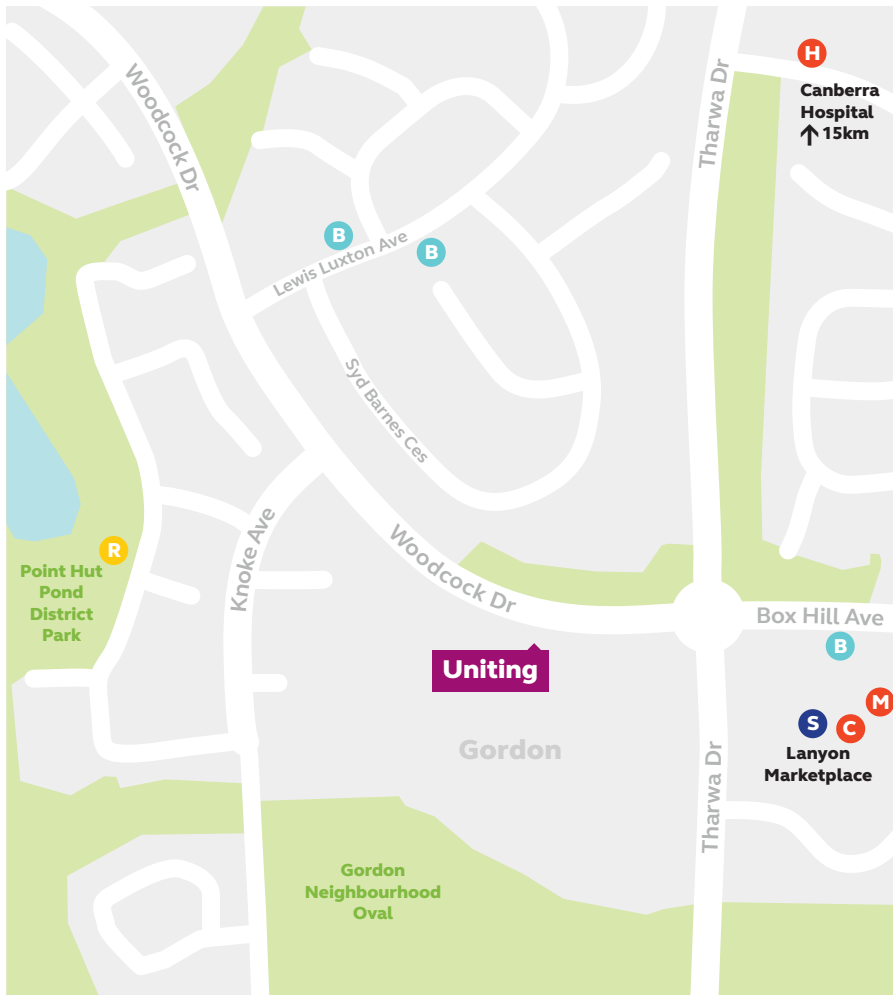 H
Canberra
Hospital
↑ 15km
Woodcock Dr
Tharwa Dr
B
B
Lewis Luxton Ave
Syd Barnes Ces
R
Point Hut
Pond
District
Park
Knoke Ave
Woodcock Dr
Box Hill Ave
B
Uniting
M
S
C
Lanyon
Marketplace
Gordon
Tharwa Dr
Gordon
Neighbourhood
Oval